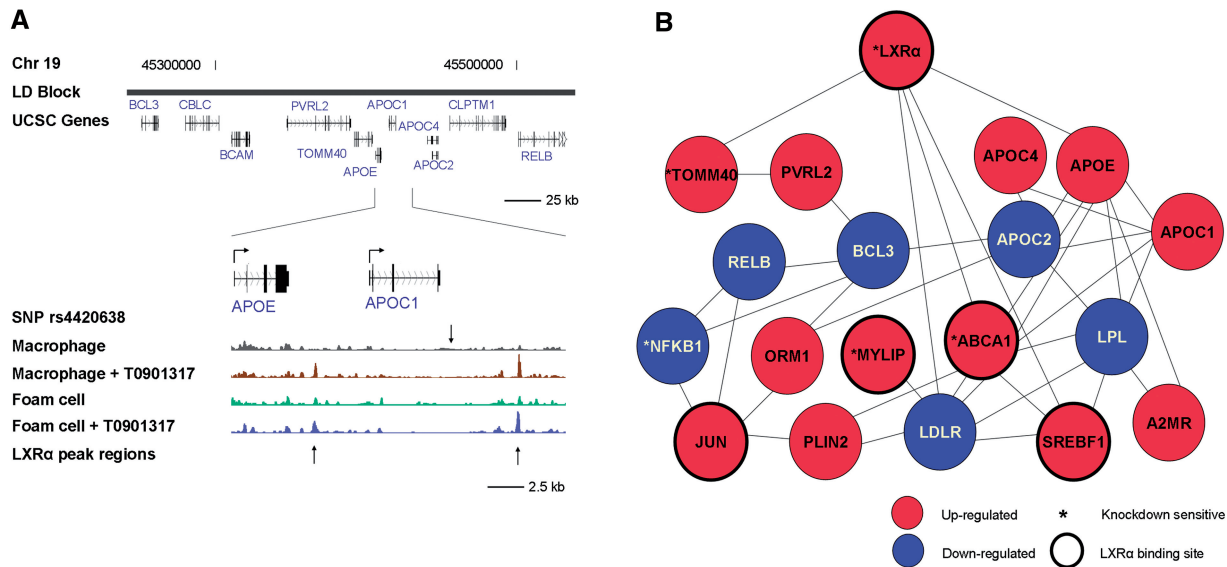 A
Chr 19
45300000
45500000
LD Block
UCSC Genes
BCL3
CBLC
PVRL2
APOC1
CLPTM1
APOC4
BCAM
TOMM40
APOE
APOC2
RELB
25 kb
APOE
APOC1
SNP rs4420638
Macrophage
Macrophage + T0901317
Foam cell
Foam cell + T0901317
LXRα peak regions
2.5 kb
B
*LXRα
*TOMM40
PVRL2
APOC4
APOE
APOC1
RELB
BCL3
APOC2
*NFKB1
ORM1
*MYLIP
*ABCA1
LPL
JUN
PLIN2
LDLR
SREBF1
A2MR
Up-regulated
* Knockdown sensitive
Down-regulated
LXRα binding site